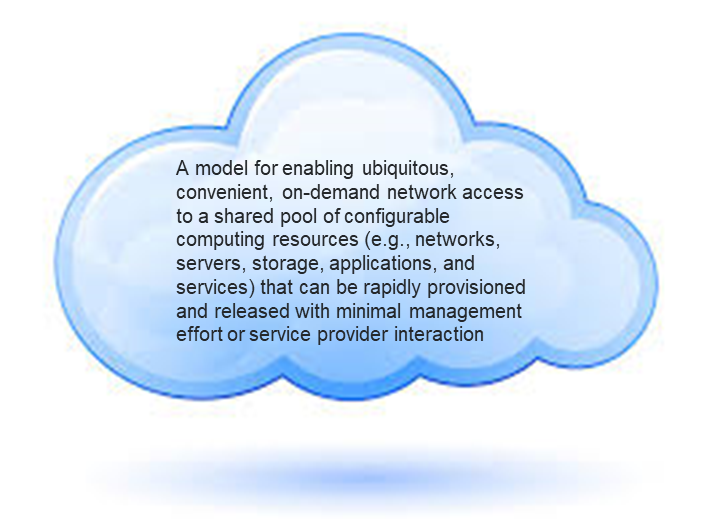 A model for enabling ubiquitous,
convenient, on-demand network access
to a shared pool of configurable
computing resources (e.g., networks,
servers, storage, applications, and
services) that can be rapidly provisioned
and released with minimal management
effort or service provider interaction